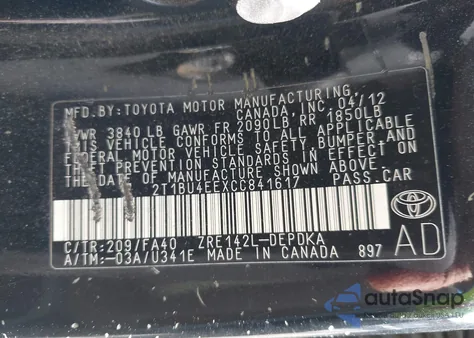 MFD. BY: TOYOTA MOTOR MANUFACTURING,
CANADA, INC. 04/12
GVWR 3840 LB GAWR FR 2090 LB RR 1850LB
THIS VEHICLE CONFORMS TO ALL APPLICABLE
FEDERAL MOTOR VEHICLE SAFETY, BUMPER, AND
THEFT PREVENTION STANDARDS IN EFFECT ON
THE DATE OF MANUFACTURE SHOWN ABOVE.
2T1BU4EEXCC841617 PASS.CAR
C/TR:209/FA40 ZRE142L-DEPDKA
A/TM:-03A/U341E MADE IN CANADA 897
AD
TOYOTA
autoSnap